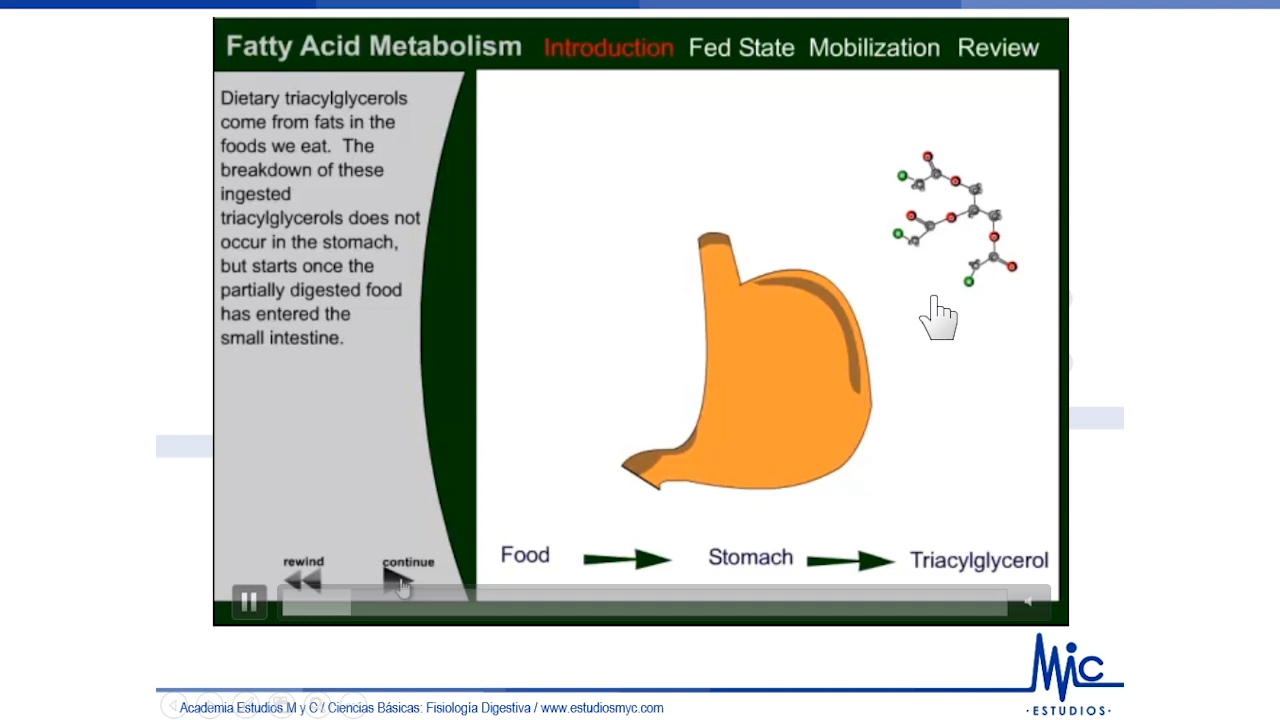 Fatty Acid Metabolism Introduction Fed State Mobilization Review
Dietary triacylglycerols
come from fats in the
foods we eat. The
breakdown of these
ingested
triacylglycerols does not
occur in the stomach,
but starts once the
partially digested food
has entered the
small intestine.
rewind continue
Food Stomach Triacylglycerol
MyC
·ESTUDIOS·
Academia Estudios M y C / Ciencias Básicas: Fisiología Digestiva / www.estudiosmyc.com